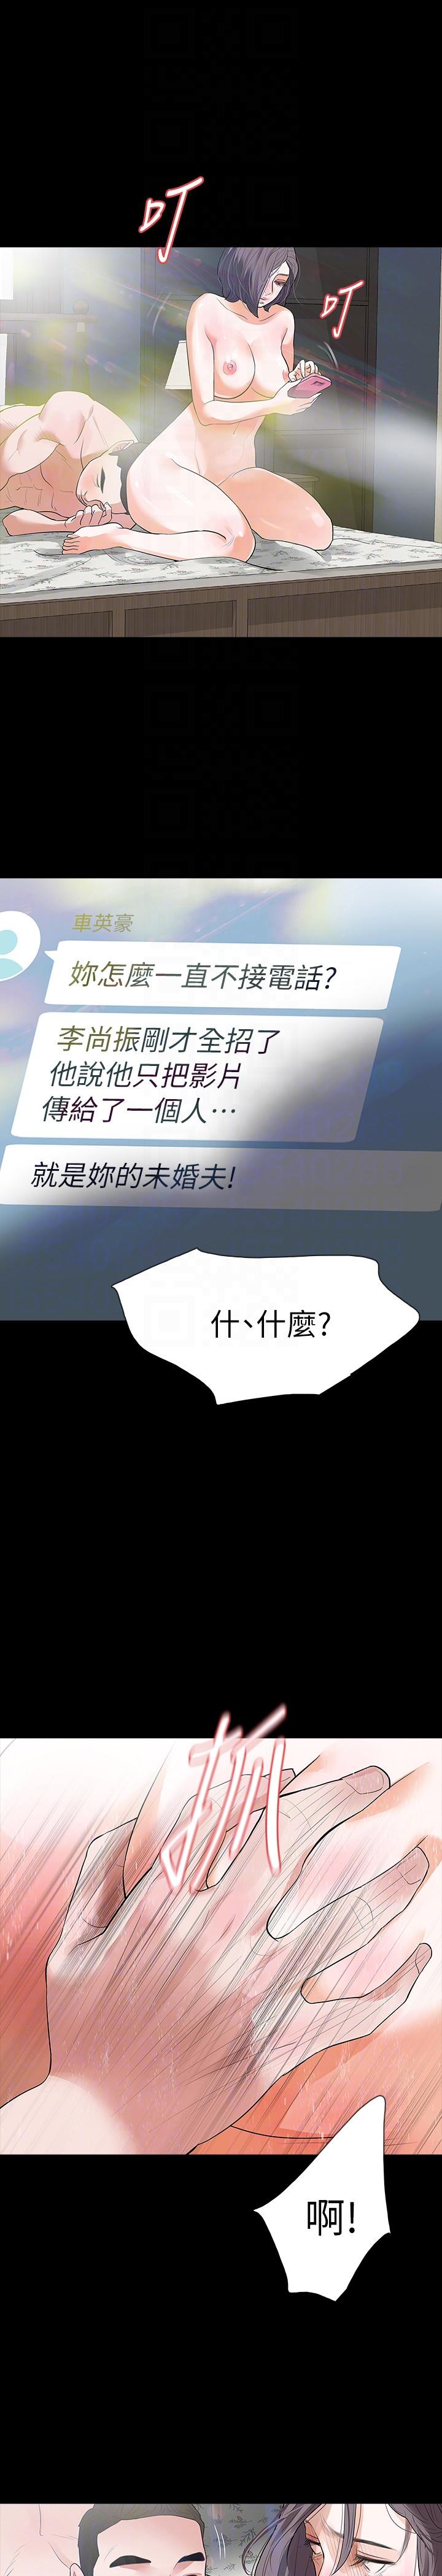 叮
叮
車英豪
妳怎麼一直不接電話?
李尚振剛才全招了
他說他只把影片
傳給了一個人…
就是妳的未婚夫!
什、什麼?
抓
啊!